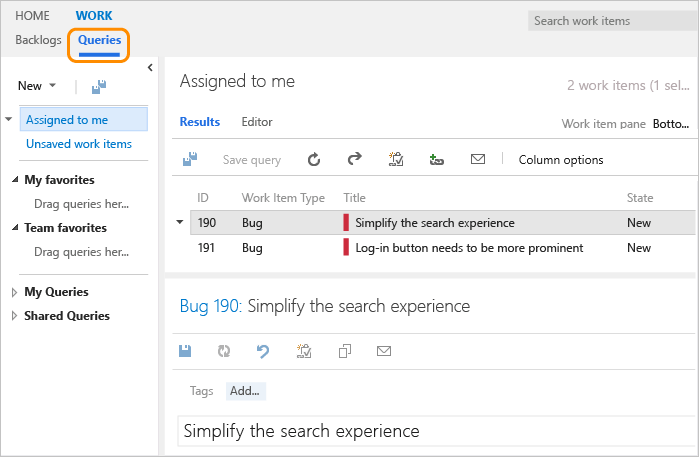 HOME WORK
Search work items
Backlogs Queries
New
Assigned to me
Unsaved work items
My favorites
Drag queries her...
Team favorites
Drag queries her...
My Queries
Shared Queries
Assigned to me
2 work items (1 sel...
Results Editor
Work item pane Botto...
Save query
Column options
ID Work Item Type Title State
190 Bug Simplify the search experience New
191 Bug Log-in button needs to be more prominent New
Bug 190: Simplify the search experience
Tags Add...
Simplify the search experience